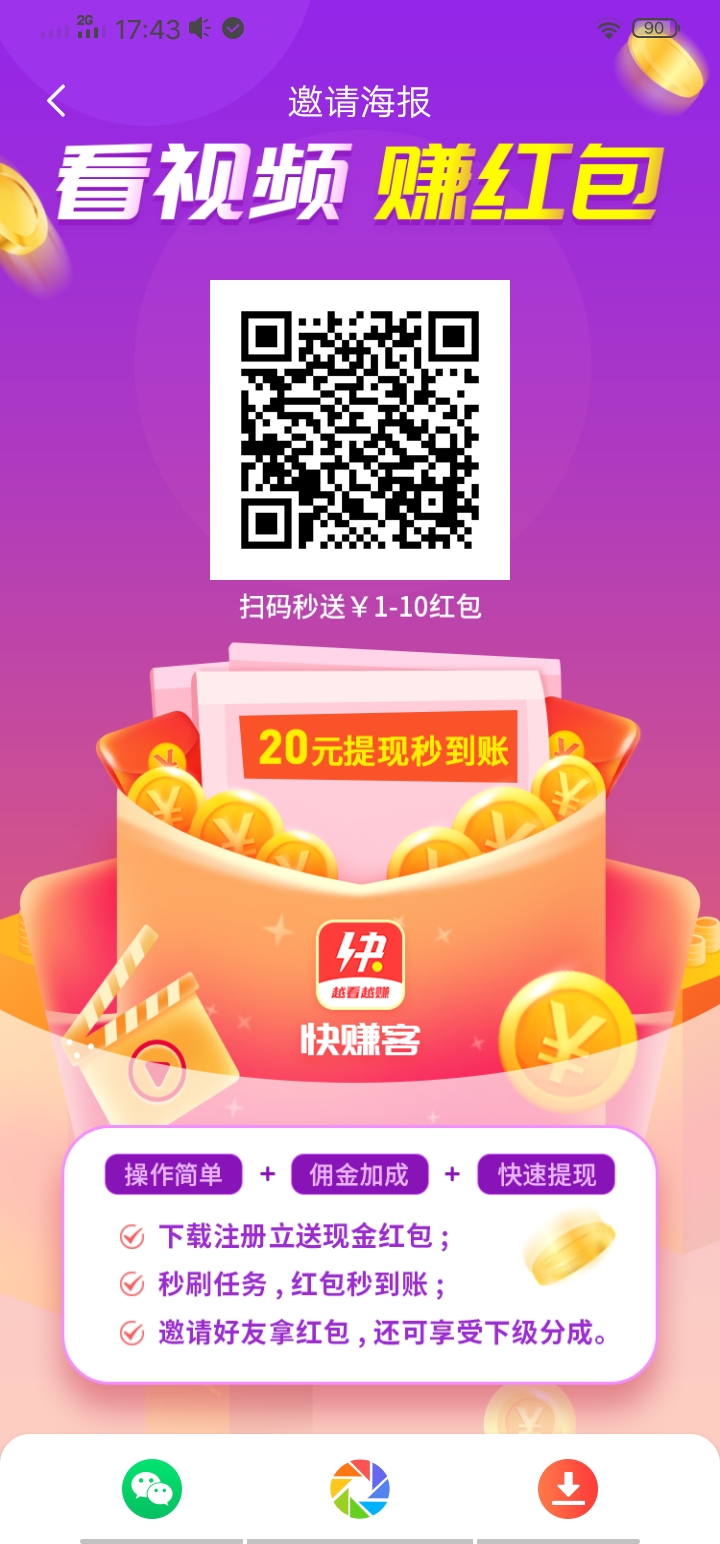 2G 17:43 90
邀请海报
看视频 赚红包
扫码秒送￥1-10红包
20元提现秒到账
快
越看越赚
快赚客
操作简单 + 佣金加成 + 快速提现
下载注册立送现金红包；
秒刷任务，红包秒到账；
邀请好友拿红包，还可享受下级分成。